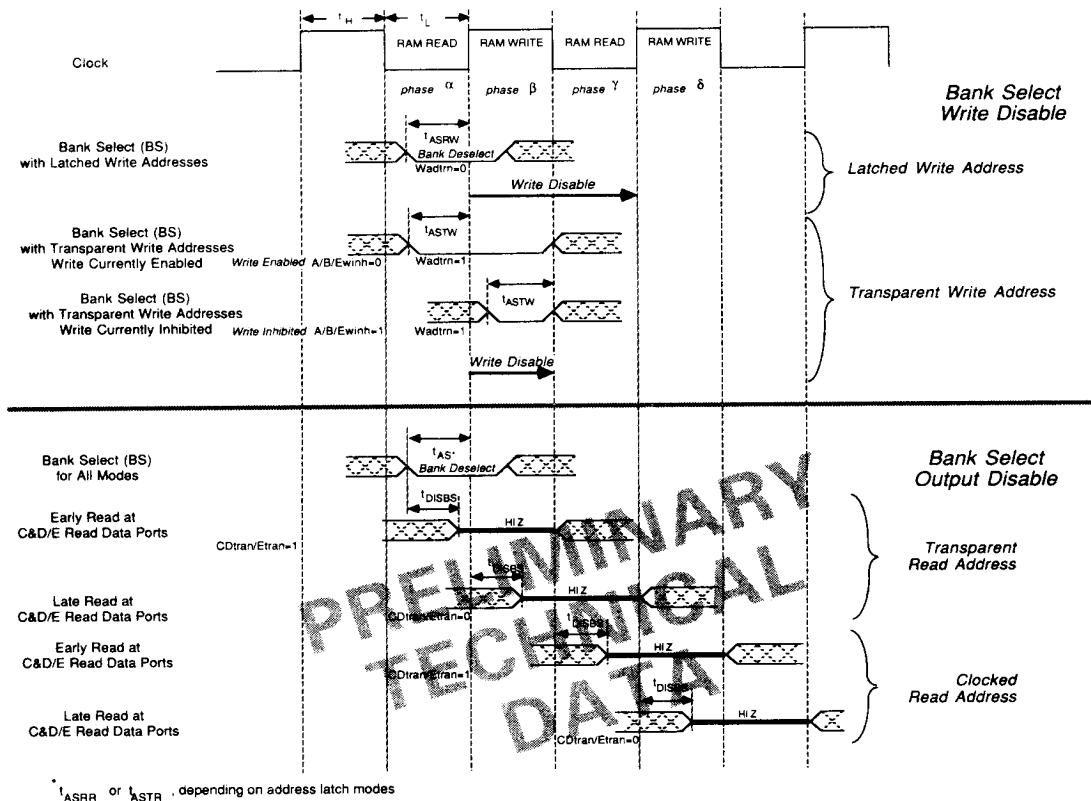 t H t L
Clock
RAM READ RAM WRITE RAM READ RAM WRITE
phase α phase β phase γ phase δ
Bank Select
Write Disable
Bank Select (BS)
with Latched Write Addresses
tASRW
Bank Deselect
Wadtrn=0
Write Disable
Latched Write Address
Bank Select (BS)
with Transparent Write Addresses
Write Currently Enabled
Write Enabled A/B/Ewinh=0
tASTW
Wadtrn=1
Bank Select (BS)
with Transparent Write Addresses
Write Currently Inhibited
Write Inhibited A/B/Ewinh=1
tASTW
Wadtrn=1
Write Disable
Transparent Write Address
Bank Select (BS)
for All Modes
tAS*
Bank Deselect
Bank Select
Output Disable
tDISBS
Early Read at
C&D/E Read Data Ports
CDtran/Etran=1
HI Z
Transparent
Read Address
tDISBS
Late Read at
C&D/E Read Data Ports
CDtran/Etran=0
HI Z
tDISBS
Early Read at
C&D/E Read Data Ports
CDtran/Etran=1
HI Z
Clocked
Read Address
tDISBS
Late Read at
C&D/E Read Data Ports
CDtran/Etran=0
HI Z
PRELIMIINARY
TECHNICAL
DATA
* tASRR or tASTR , depending on address latch modes